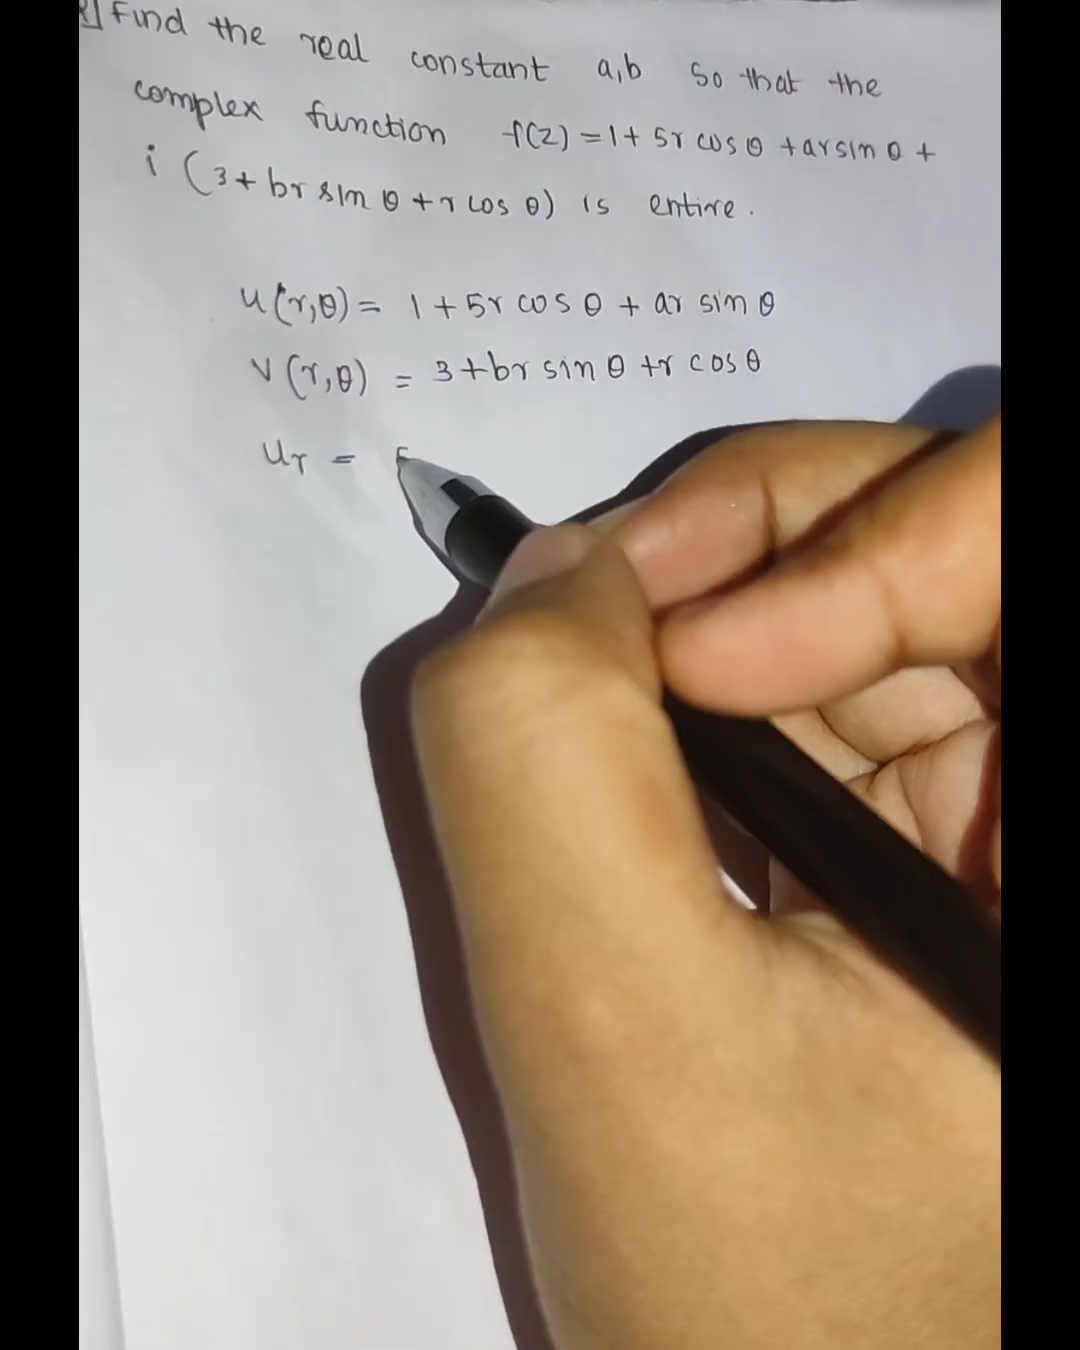 Find the real constant a,b so that the
complex function f(z) = 1 + 5r cos θ + ar sin θ +
i (3 + br sin θ + r cos θ) is entire.
u(r,θ) = 1 + 5r cos θ + ar sin θ
v(r,θ) = 3 + br sin θ + r cos θ
u_r =